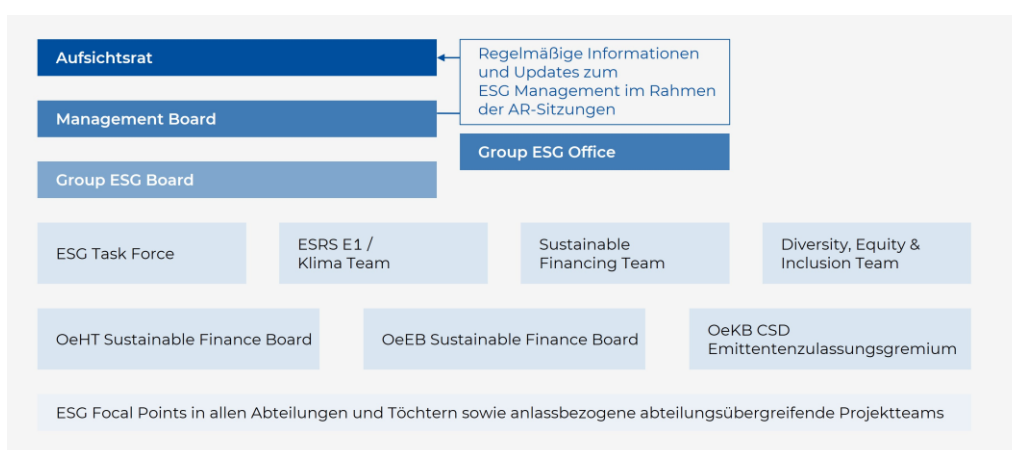 Aufsichtsrat
Regelmäßige Informationen
und Updates zum
ESG Management im Rahmen
der AR-Sitzungen
Management Board
Group ESG Office
Group ESG Board
ESG Task Force
ESRS E1 /
Klima Team
Sustainable
Financing Team
Diversity, Equity &
Inclusion Team
OeHT Sustainable Finance Board
OeEB Sustainable Finance Board
OeKB CSD
Emittentenzulassungsgremium
ESG Focal Points in allen Abteilungen und Töchtern sowie anlassbezogene abteilungsübergreifende Projektteams